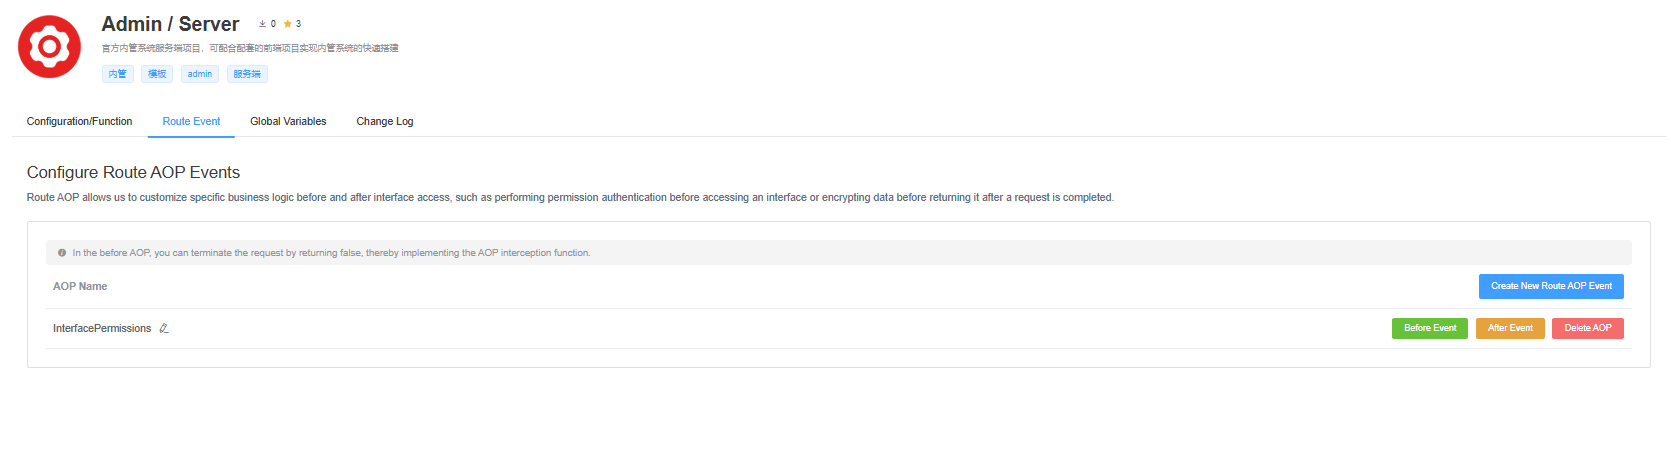 Admin / Server 0 3
官方内管系统服务端项目，可配合配套的前端项目实现内管系统的快速搭建
内管 模板 admin 服务端
Configuration/Function Route Event Global Variables Change Log
Configure Route AOP Events
Route AOP allows us to customize specific business logic before and after interface access, such as performing permission authentication before accessing an interface or encrypting data before returning it after a request is completed.
In the before AOP, you can terminate the request by returning false, thereby implementing the AOP interception function.
AOP Name Create New Route AOP Event
InterfacePermissions Before Event After Event Delete AOP